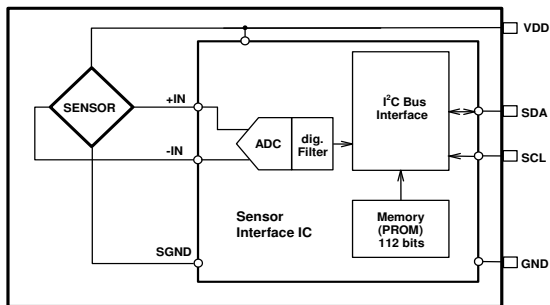 VDD
SENSOR
+IN
-IN
ADC
dig.
Filter
I²C Bus
Interface
SDA
SCL
Sensor
Interface IC
Memory
(PROM)
112 bits
SGND
GND